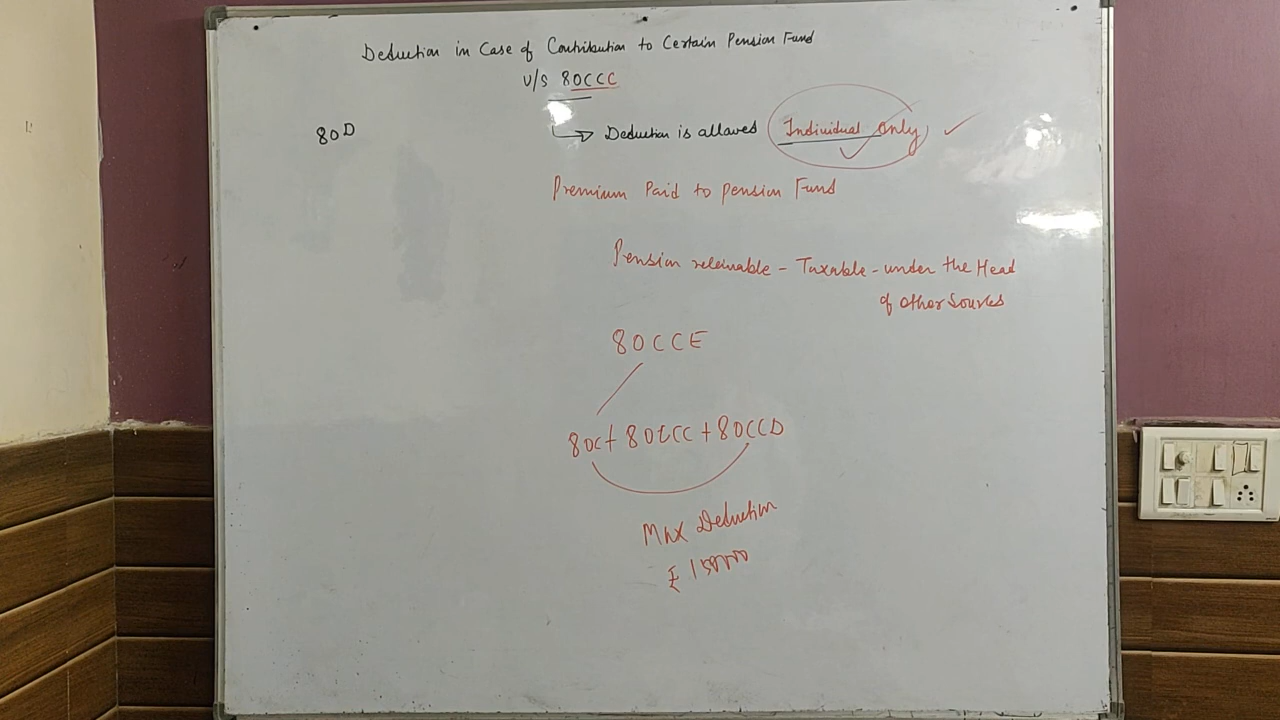 Deduction in Case of Contribution to Certain Pension Fund
U/S 80CCC
80D
Deduction is allowed Individual only
Premium Paid to pension Fund
Pension receivable - Taxable - under the Head
of other Sources
80CCE
80C + 80CCC + 80CCD
Max Deduction
₹ 150000